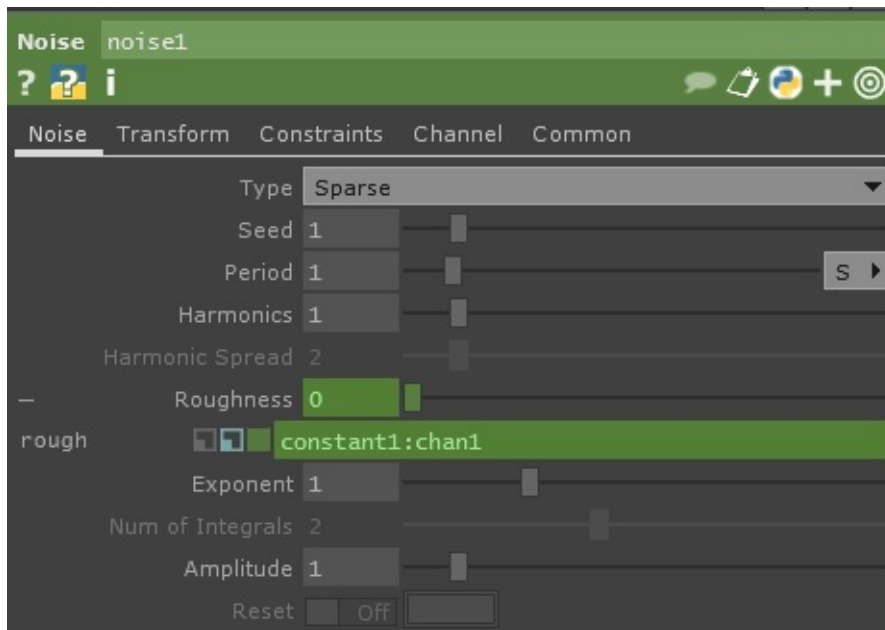 Noise noise1
? ? i
Noise Transform Constraints Channel Common
Type Sparse
Seed 1
Period 1 S
Harmonics 1
Harmonic Spread 2
– Roughness 0
rough constant1:chan1
Exponent 1
Num of Integrals 2
Amplitude 1
Reset Off